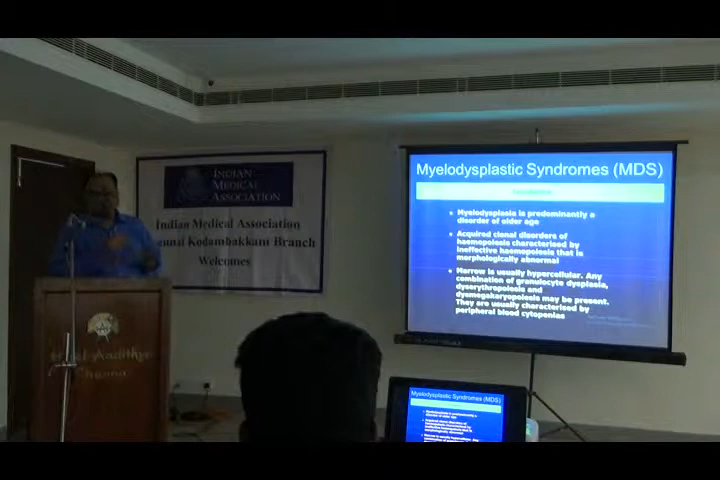 INDIAN
MEDICAL
ASSOCIATION
Indian Medical Association
ennai Kodambakkam Branch
Welcomes
Aadithya
Chennai
Myelodysplastic Syndromes (MDS)
Myelodysplasia is predominantly a
disorder of older age
Acquired clonal disorders of
haemopoiesis characterised by
ineffective haemopoiesis that is
morphologically abnormal
Marrow is usually hypercellular. Any
combination of granulocyte dysplasia,
dyserythropoiesis and
dysmegakaryopoiesis may be present.
They are usually characterised by
peripheral blood cytopenias
Myelodysplastic Syndromes (MDS)